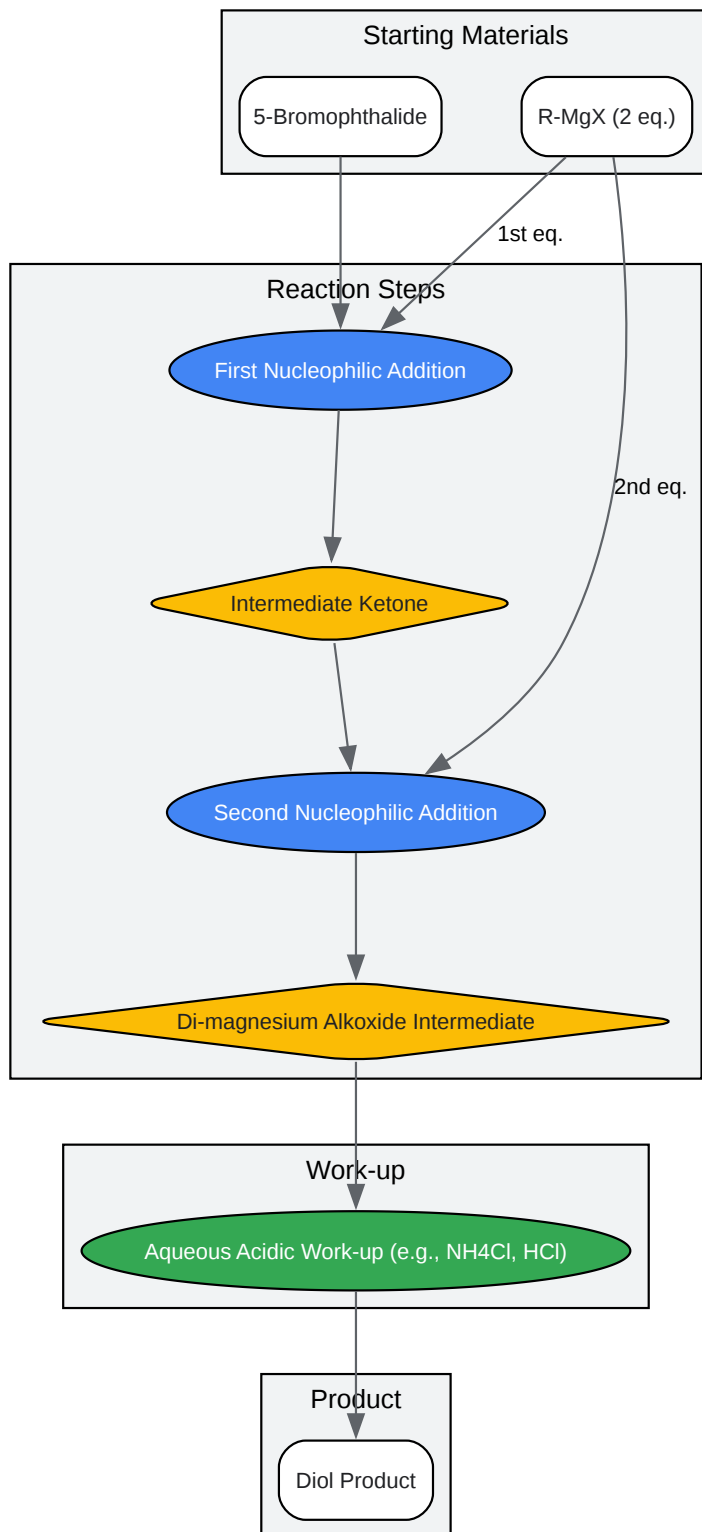 Starting Materials
5-Bromophthalide
R-MgX (2 eq.)
1st eq.
Reaction Steps
First Nucleophilic Addition
2nd eq.
Intermediate Ketone
Second Nucleophilic Addition
Di-magnesium Alkoxide Intermediate
Work-up
Aqueous Acidic Work-up (e.g., NH4Cl, HCl)
Product
Diol Product